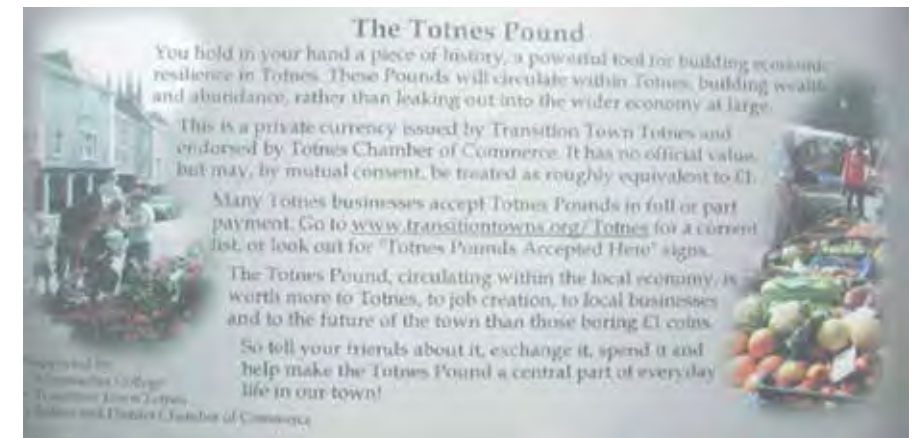 The Totnes Pound
You hold in your hand a piece of history, a powerful tool for building economic
resilience in Totnes. These Pounds will circulate within Totnes, building wealth
and abundance, rather than leaking out into the wider economy at large.
This is a private currency issued by Transition Town Totnes and
endorsed by Totnes Chamber of Commerce. It has no official value,
but may, by mutual consent, be treated as roughly equivalent to £1.
Many Totnes businesses accept Totnes Pounds in full or part
payment. Go to www.transitiontowns.org/Totnes for a current
list, or look out for "Totnes Pounds Accepted Here" signs.
The Totnes Pound, circulating within the local economy, is
worth more to Totnes, to job creation, to local businesses
and to the future of the town than those boring £1 coins.
So tell your friends about it, exchange it, spend it and
help make the Totnes Pound a central part of everyday
life in our town!
Supported by:
College
Transition Town Totnes
Totnes and District Chamber of Commerce